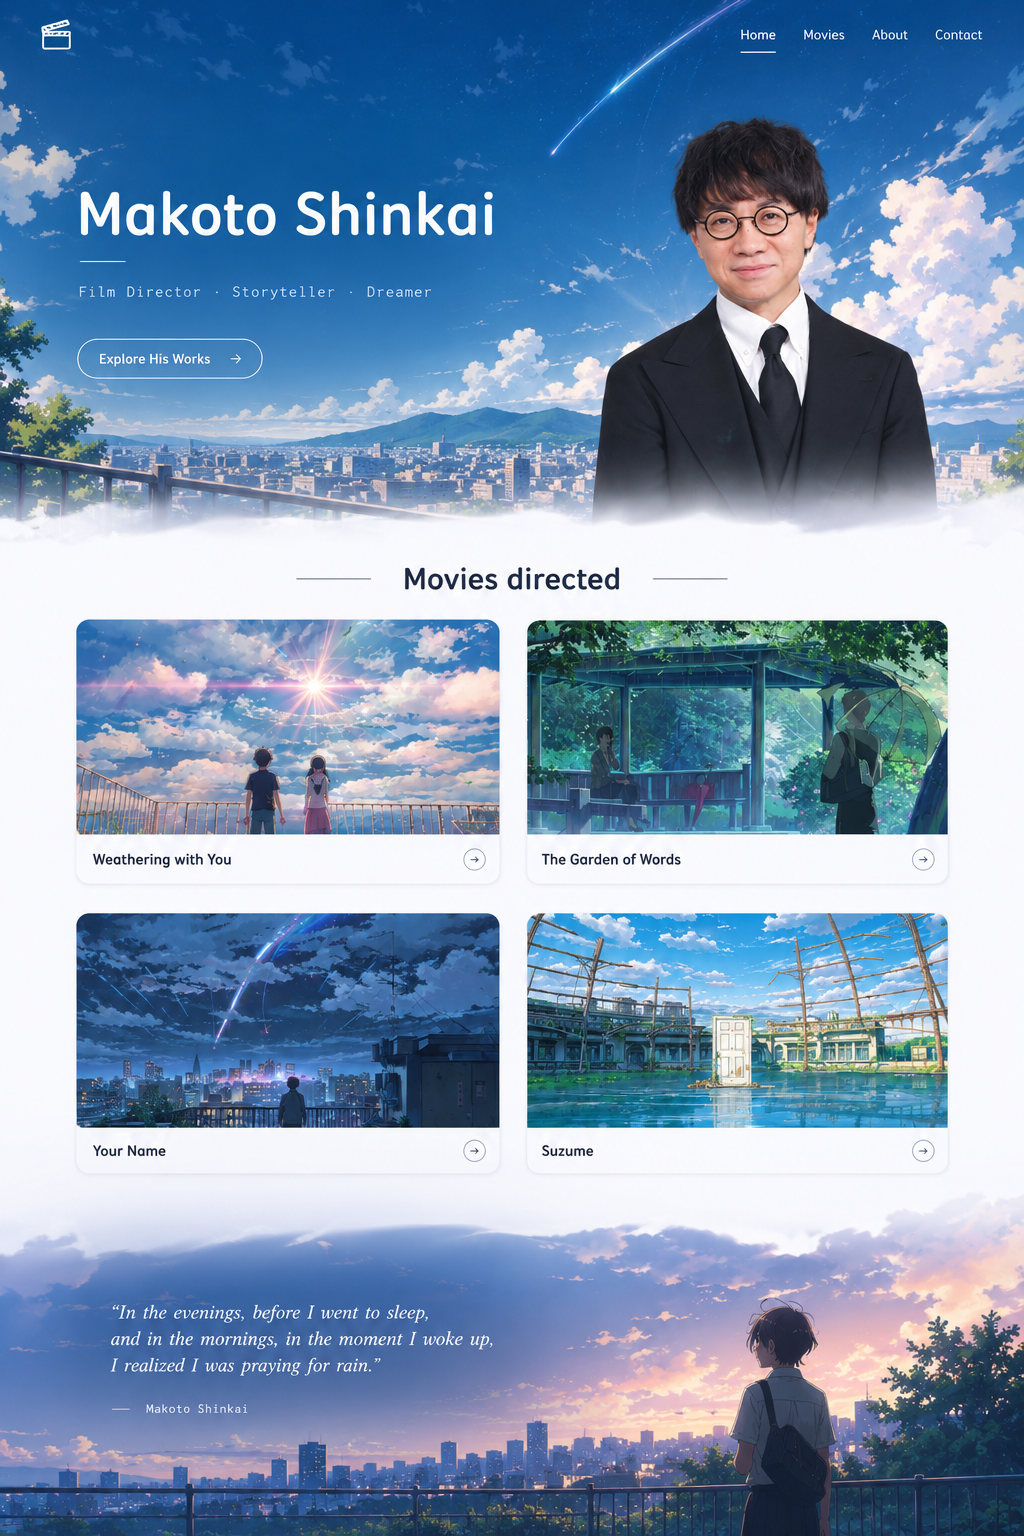 Home
Movies
About
Contact
Makoto Shinkai
Film Director · Storyteller · Dreamer
Explore His Works →
Movies directed
Weathering with You →
The Garden of Words →
Your Name →
Suzume →
“In the evenings, before I went to sleep,
and in the mornings, in the moment I woke up,
I realized I was praying for rain.”
— Makoto Shinkai